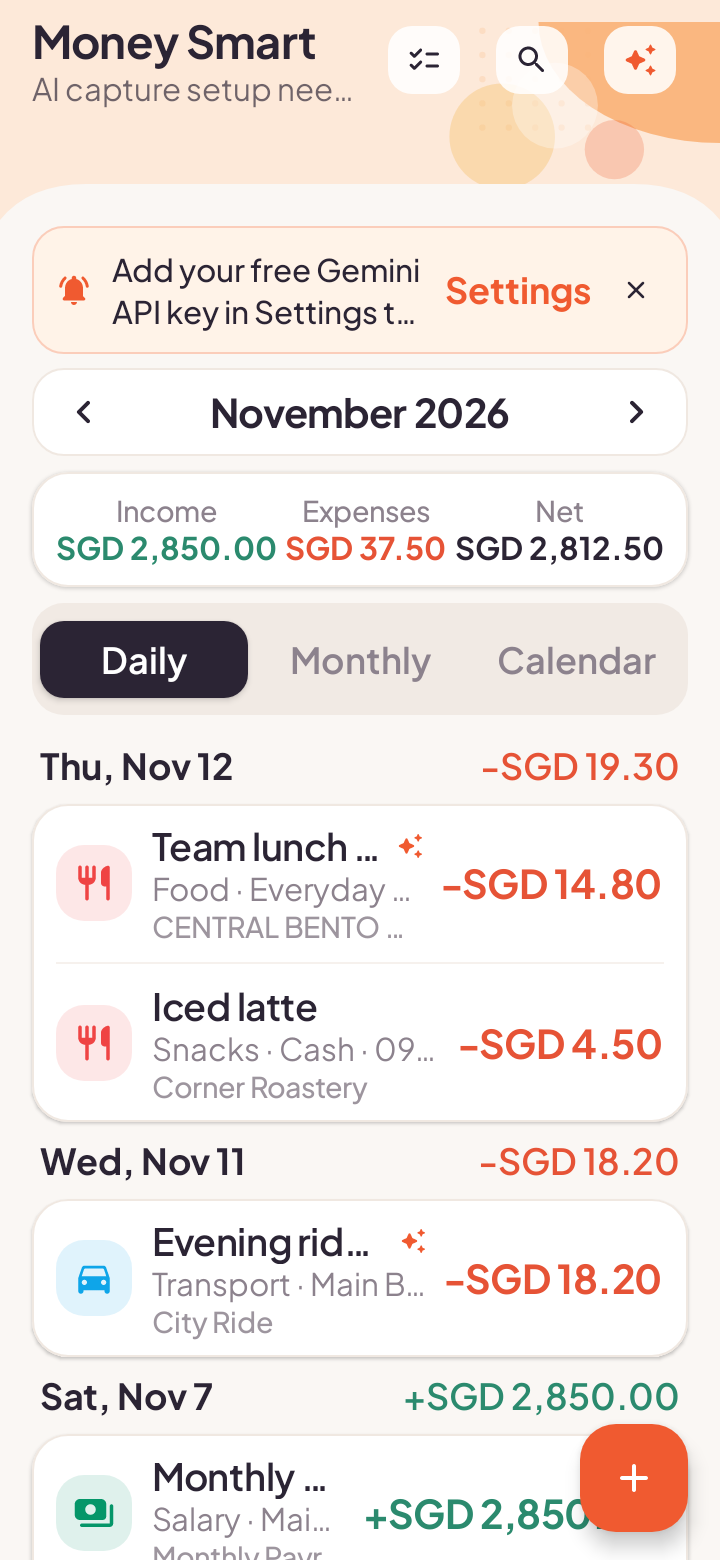 Money Smart
AI capture setup nee...
Add your free Gemini
API key in Settings t...
Settings
November 2026
Income
Expenses
Net
SGD 2,850.00
SGD 37.50
SGD 2,812.50
Daily
Monthly
Calendar
Thu, Nov 12
-SGD 19.30
Team lunch ...
Food · Everyday ...
CENTRAL BENTO ...
-SGD 14.80
Iced latte
Snacks · Cash · 09...
Corner Roastery
-SGD 4.50
Wed, Nov 11
-SGD 18.20
Evening rid...
Transport · Main B...
City Ride
-SGD 18.20
Sat, Nov 7
+SGD 2,850.00
Monthly ...
Salary · Mai...
+SGD 2,850.
Monthly